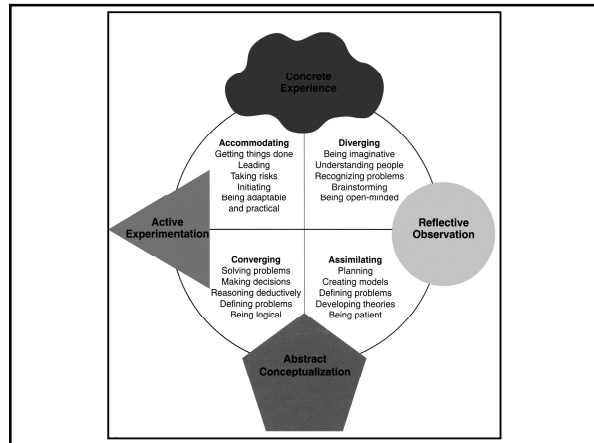 Concrete
Experience
Accommodating
Getting things done
Leading
Taking risks
Initiating
Being adaptable
and practical
Diverging
Being imaginative
Understanding people
Recognizing problems
Brainstorming
Being open-minded
Active
Experimentation
Reflective
Observation
Converging
Solving problems
Making decisions
Reasoning deductively
Defining problems
Being logical
Assimilating
Planning
Creating models
Defining problems
Developing theories
Being patient
Abstract
Conceptualization